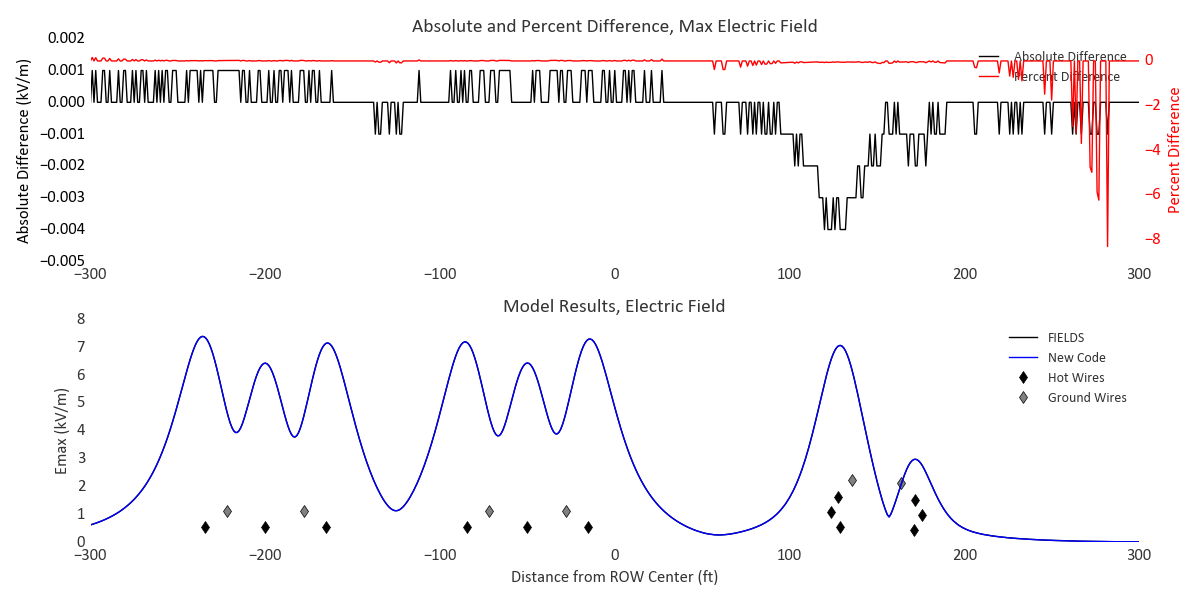 Absolute and Percent Difference, Max Electric Field
0.002
0.001
0.000
−0.001
−0.002
−0.003
−0.004
−0.005
Absolute Difference (kV/m)
Absolute Difference
Percent Difference
0
−2
−4
−6
−8
Percent Difference
−300 −200 −100 0 100 200 300
Model Results, Electric Field
8
7
6
5
4
3
2
1
0
Emax (kV/m)
FIELDS
New Code
Hot Wires
Ground Wires
−300 −200 −100 0 100 200 300
Distance from ROW Center (ft)